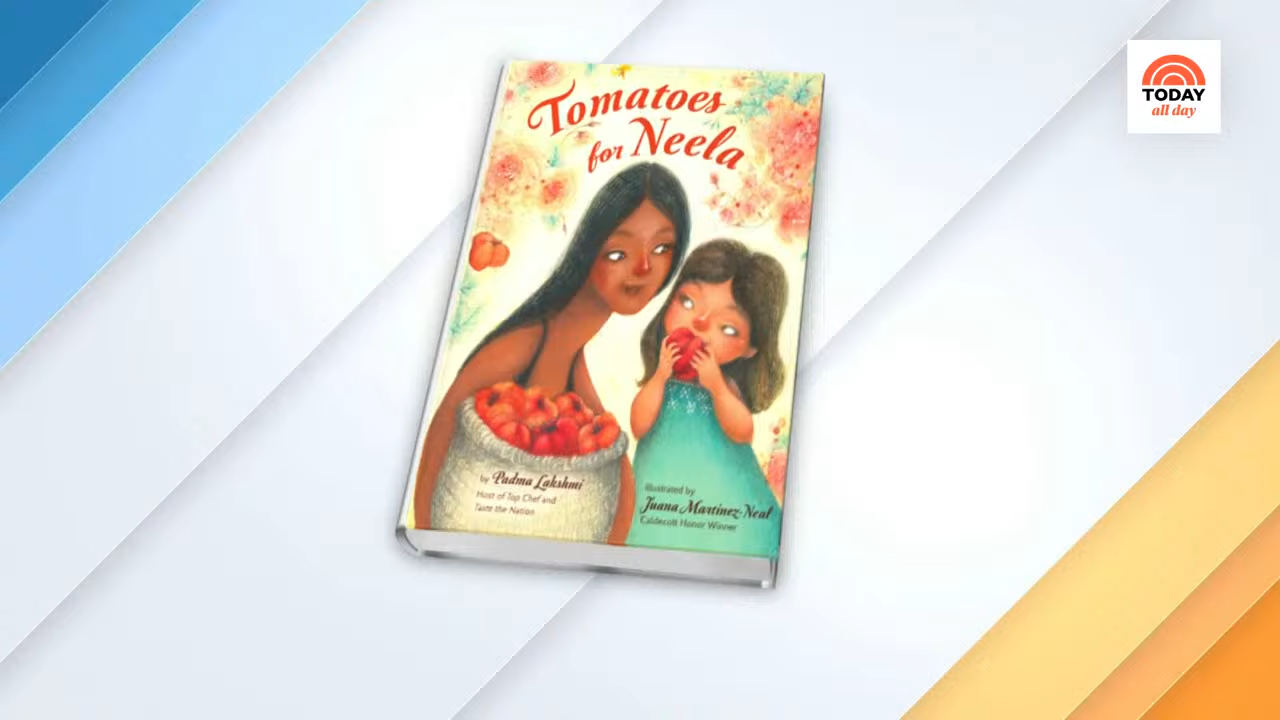 Tomatoes
for Neela
by Padma Lakshmi
Host of Top Chef and
Taste the Nation
Illustrated by
Juana Martinez-Neal
Caldecott Honor Winner
TODAY
all day